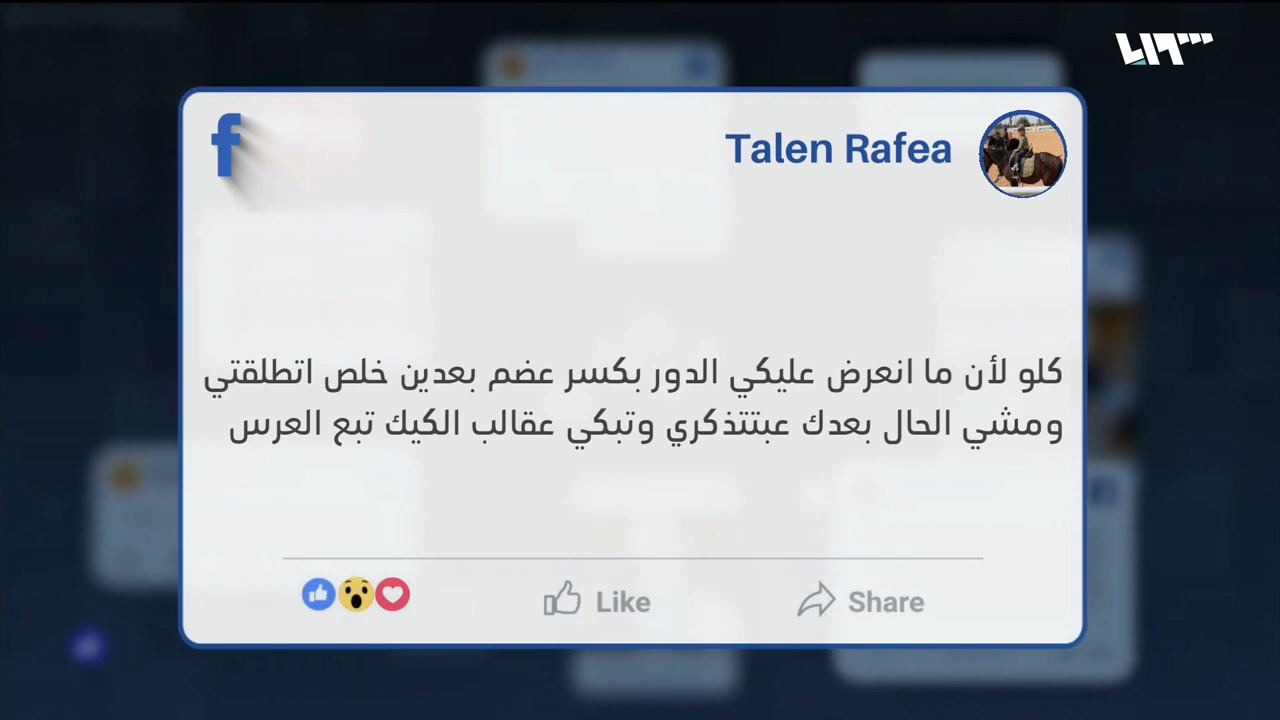 Talen Rafea
كلو لأن ما انعرض عليكي الدور بكسر عضم بعدين خلص اتطلقتي
ومشي الحال بعدك عبتتذكري وتبكي عقالب الكيك تبع العرس
Like
Share